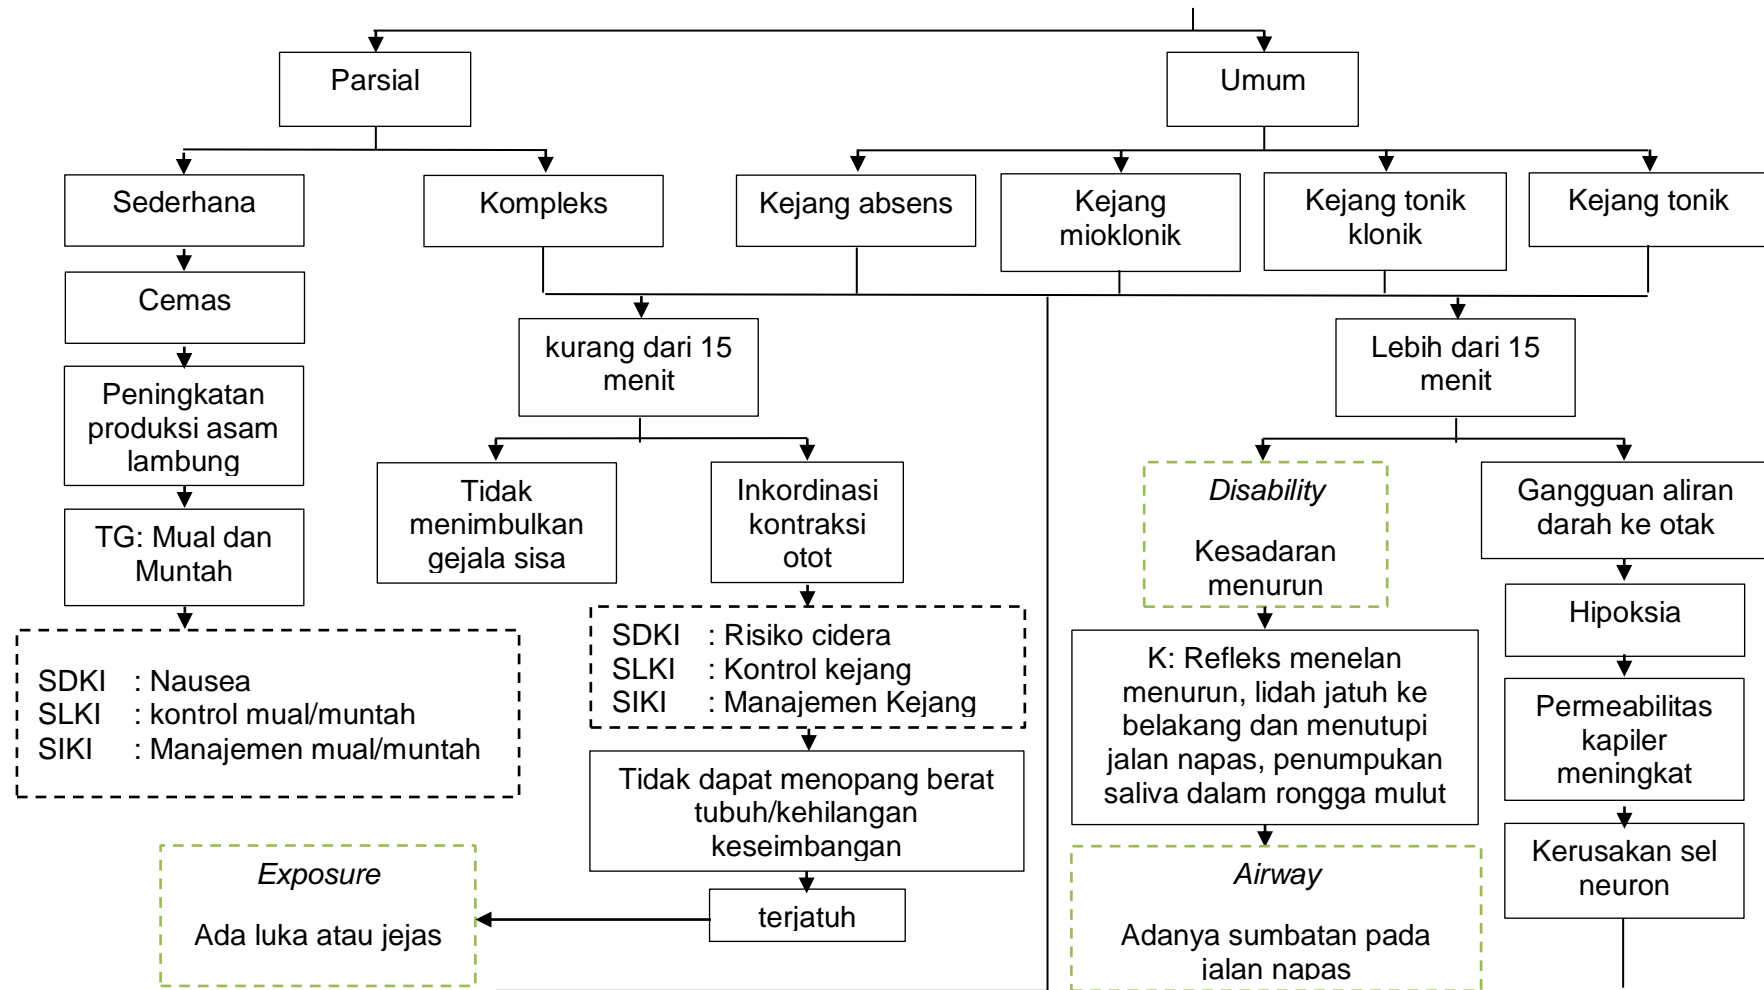 Parsial
Umum
Sederhana
Kompleks
Kejang absens
Kejang
mioklonik
Kejang tonik
klonik
Kejang tonik
Cemas
kurang dari 15
menit
Lebih dari 15
menit
Peningkatan
produksi asam
lambung
Tidak
menimbulkan
gejala sisa
Inkordinasi
kontraksi
otot
Disability
Kesadaran
menurun
Gangguan aliran
darah ke otak
TG: Mual dan
Muntah
Hipoksia
SDKI : Nausea
SLKI : kontrol mual/muntah
SIKI : Manajemen mual/muntah
SDKI : Risiko cidera
SLKI : Kontrol kejang
SIKI : Manajemen Kejang
K: Refleks menelan
menurun, lidah jatuh ke
belakang dan menutupi
jalan napas, penumpukan
saliva dalam rongga mulut
Permeabilitas
kapiler
meningkat
Tidak dapat menopang berat
tubuh/kehilangan
keseimbangan
Kerusakan sel
neuron
Exposure
Ada luka atau jejas
terjatuh
Airway
Adanya sumbatan pada
jalan napas